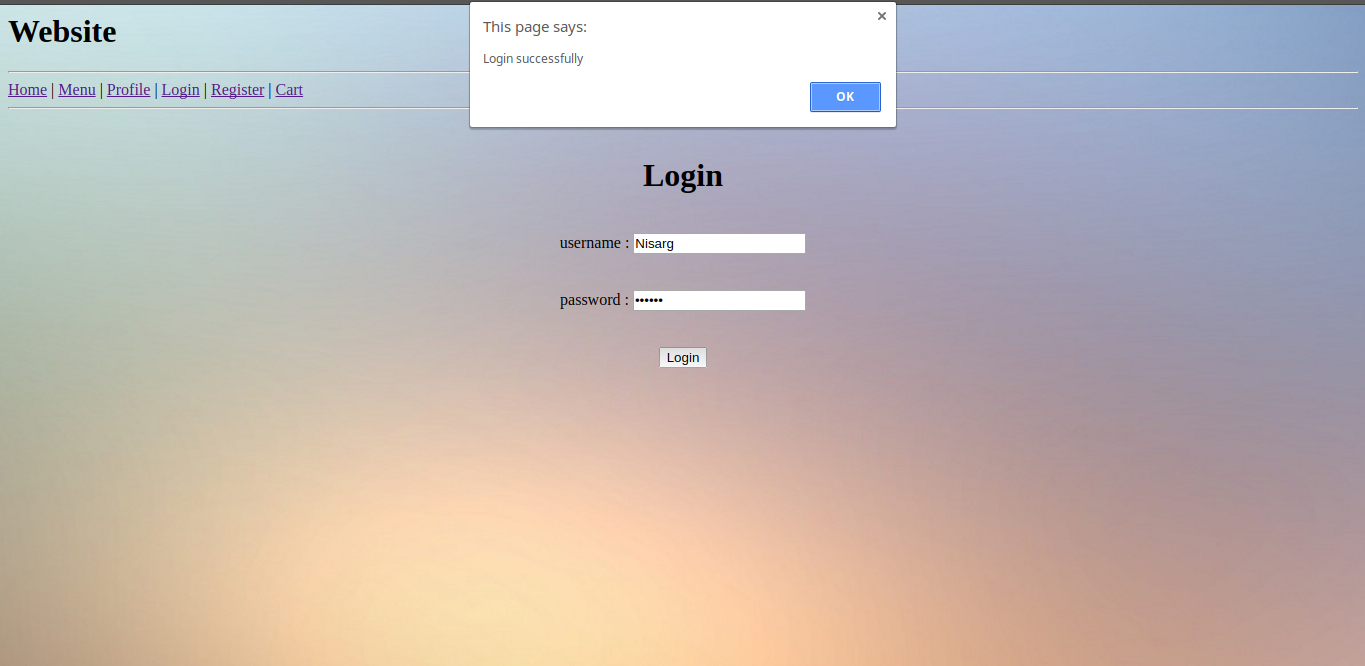 Website
This page says:
Login successfully
OK
Home | Menu | Profile | Login | Register | Cart
Login
username : Nisarg
password : ••••••
Login